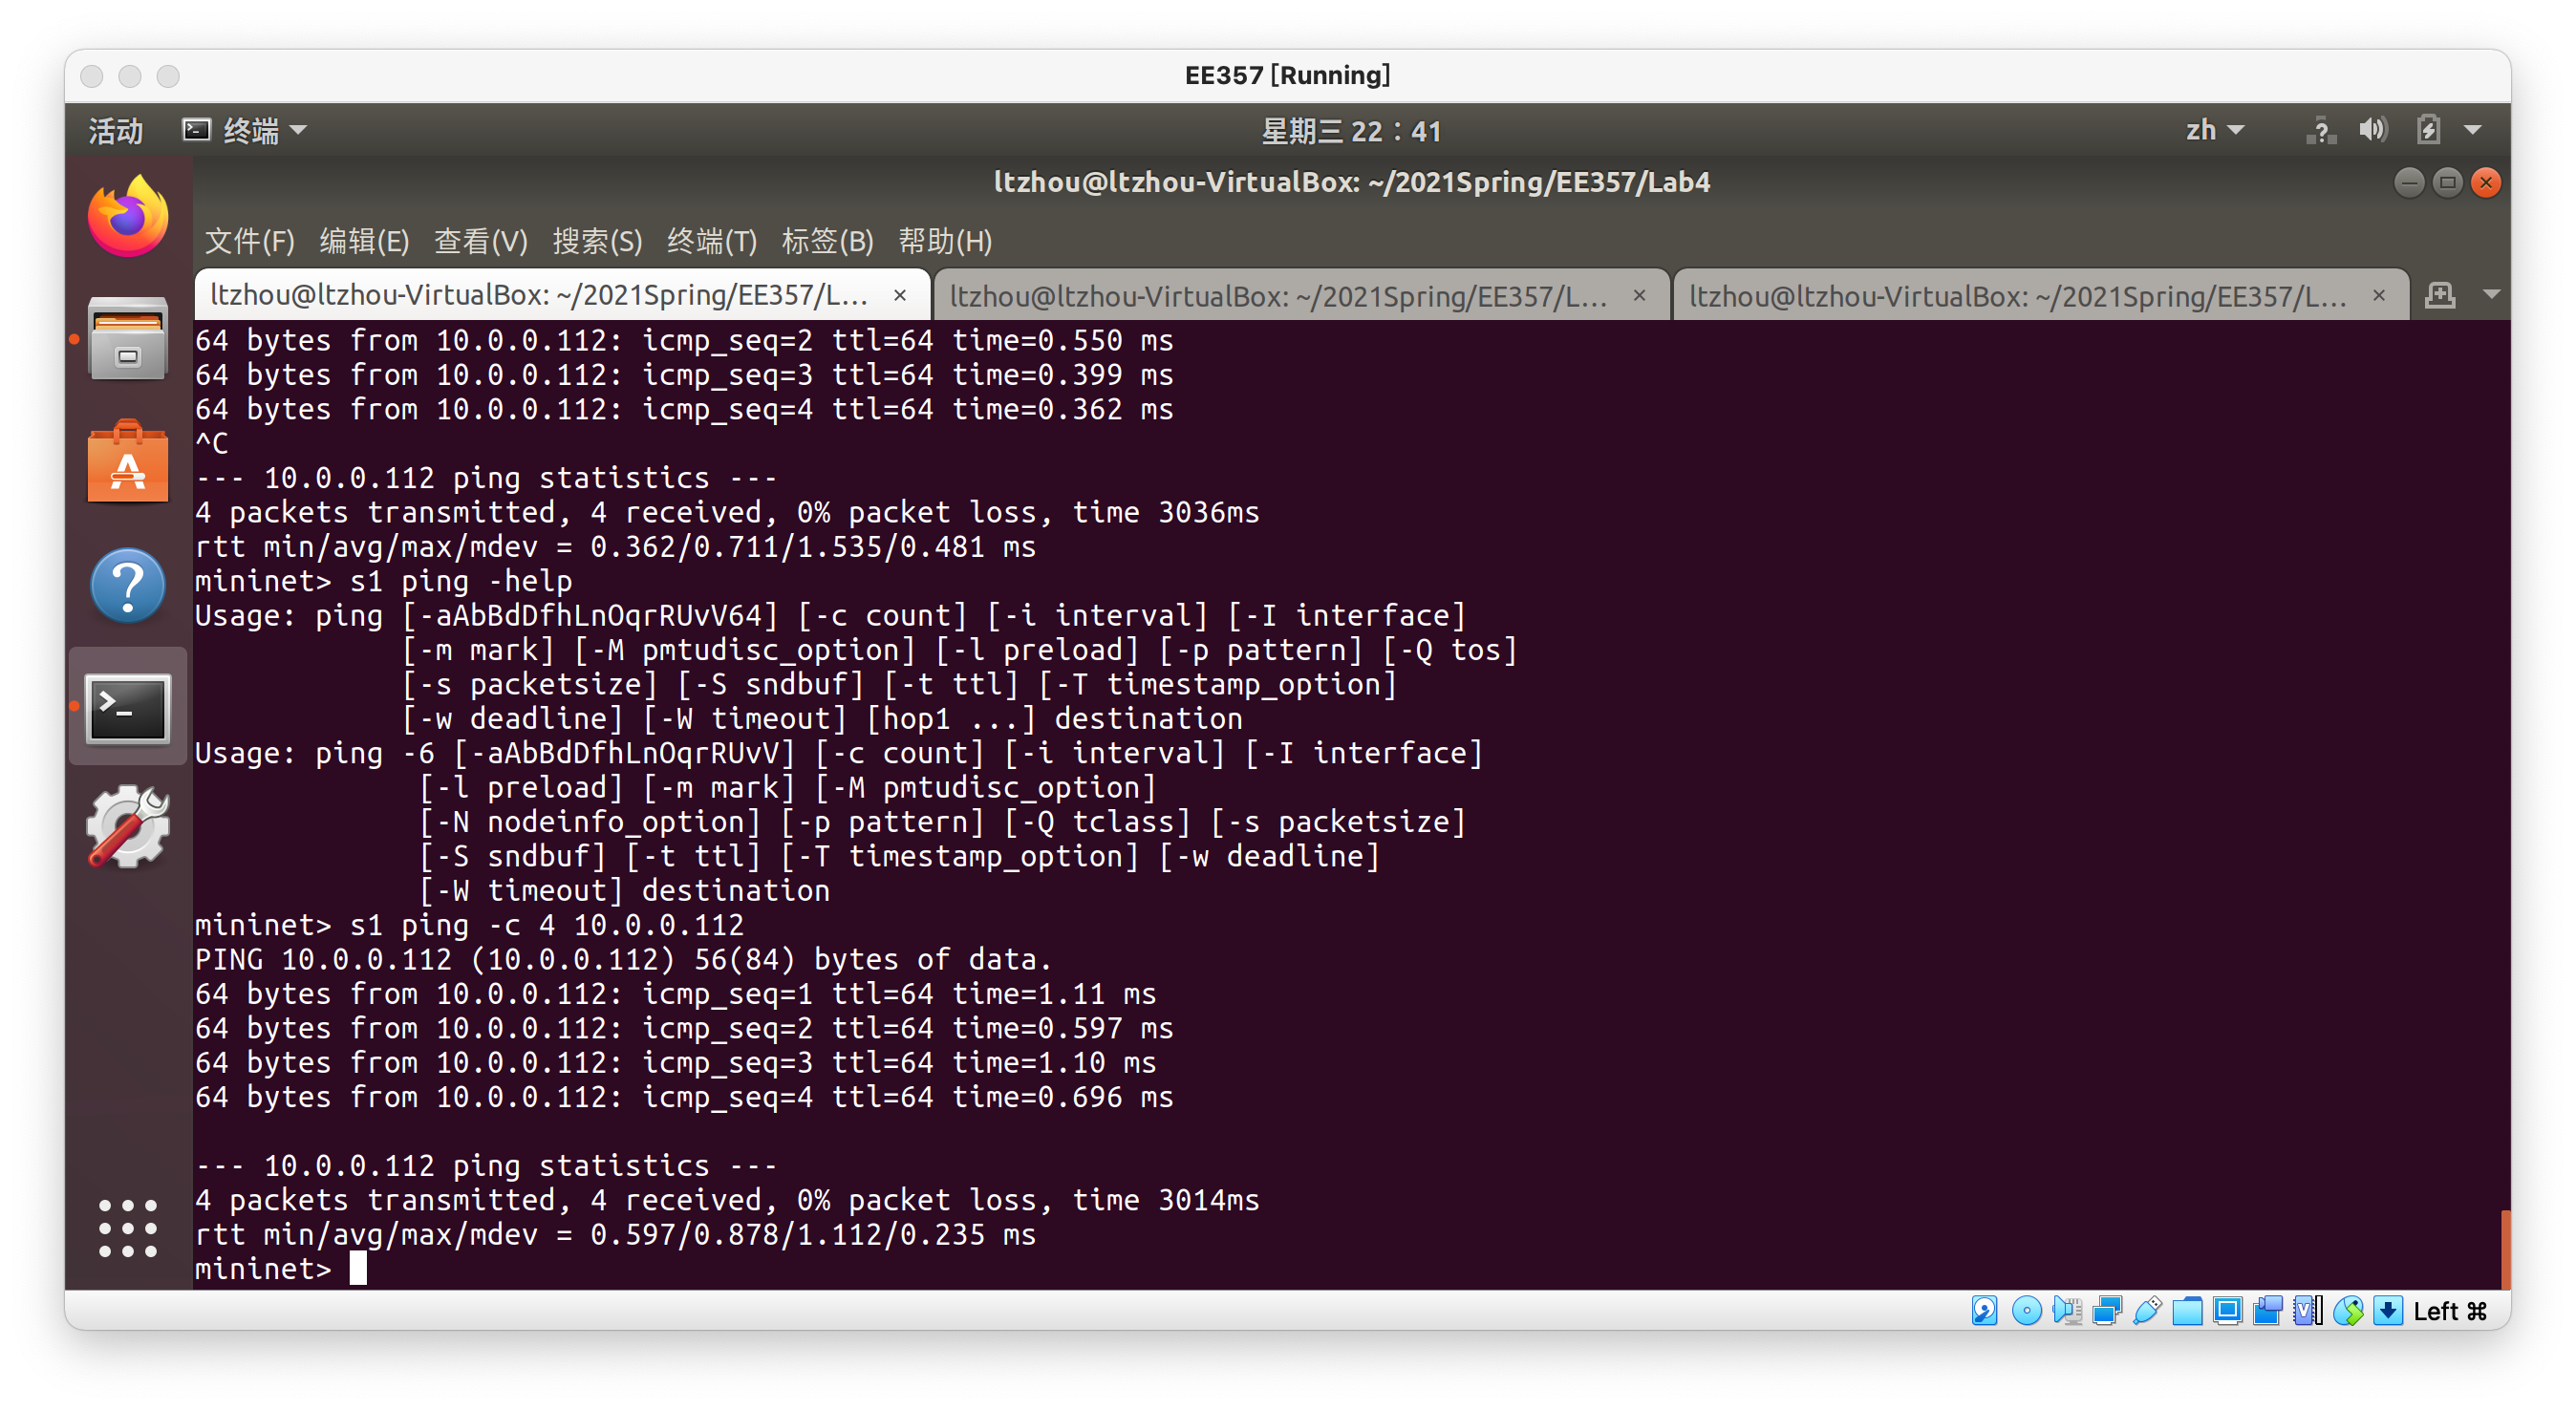 EE357 [Running]
活动 终端 星期三 22：41 zh
ltzhou@ltzhou-VirtualBox: ~/2021Spring/EE357/Lab4
文件(F) 编辑(E) 查看(V) 搜索(S) 终端(T) 标签(B) 帮助(H)
ltzhou@ltzhou-VirtualBox: ~/2021Spring/EE357/L... × ltzhou@ltzhou-VirtualBox: ~/2021Spring/EE357/L... × ltzhou@ltzhou-VirtualBox: ~/2021Spring/EE357/L... ×
64 bytes from 10.0.0.112: icmp_seq=2 ttl=64 time=0.550 ms
64 bytes from 10.0.0.112: icmp_seq=3 ttl=64 time=0.399 ms
64 bytes from 10.0.0.112: icmp_seq=4 ttl=64 time=0.362 ms
^C
--- 10.0.0.112 ping statistics ---
4 packets transmitted, 4 received, 0% packet loss, time 3036ms
rtt min/avg/max/mdev = 0.362/0.711/1.535/0.481 ms
mininet> s1 ping -help
Usage: ping [-aAbBdDfhLnOqrRUvV64] [-c count] [-i interval] [-I interface]
            [-m mark] [-M pmtudisc_option] [-l preload] [-p pattern] [-Q tos]
            [-s packetsize] [-S sndbuf] [-t ttl] [-T timestamp_option]
            [-w deadline] [-W timeout] [hop1 ...] destination
Usage: ping -6 [-aAbBdDfhLnOqrRUvV] [-c count] [-i interval] [-I interface]
             [-l preload] [-m mark] [-M pmtudisc_option]
             [-N nodeinfo_option] [-p pattern] [-Q tclass] [-s packetsize]
             [-S sndbuf] [-t ttl] [-T timestamp_option] [-w deadline]
             [-W timeout] destination
mininet> s1 ping -c 4 10.0.0.112
PING 10.0.0.112 (10.0.0.112) 56(84) bytes of data.
64 bytes from 10.0.0.112: icmp_seq=1 ttl=64 time=1.11 ms
64 bytes from 10.0.0.112: icmp_seq=2 ttl=64 time=0.597 ms
64 bytes from 10.0.0.112: icmp_seq=3 ttl=64 time=1.10 ms
64 bytes from 10.0.0.112: icmp_seq=4 ttl=64 time=0.696 ms
--- 10.0.0.112 ping statistics ---
4 packets transmitted, 4 received, 0% packet loss, time 3014ms
rtt min/avg/max/mdev = 0.597/0.878/1.112/0.235 ms
mininet>
Left ⌘